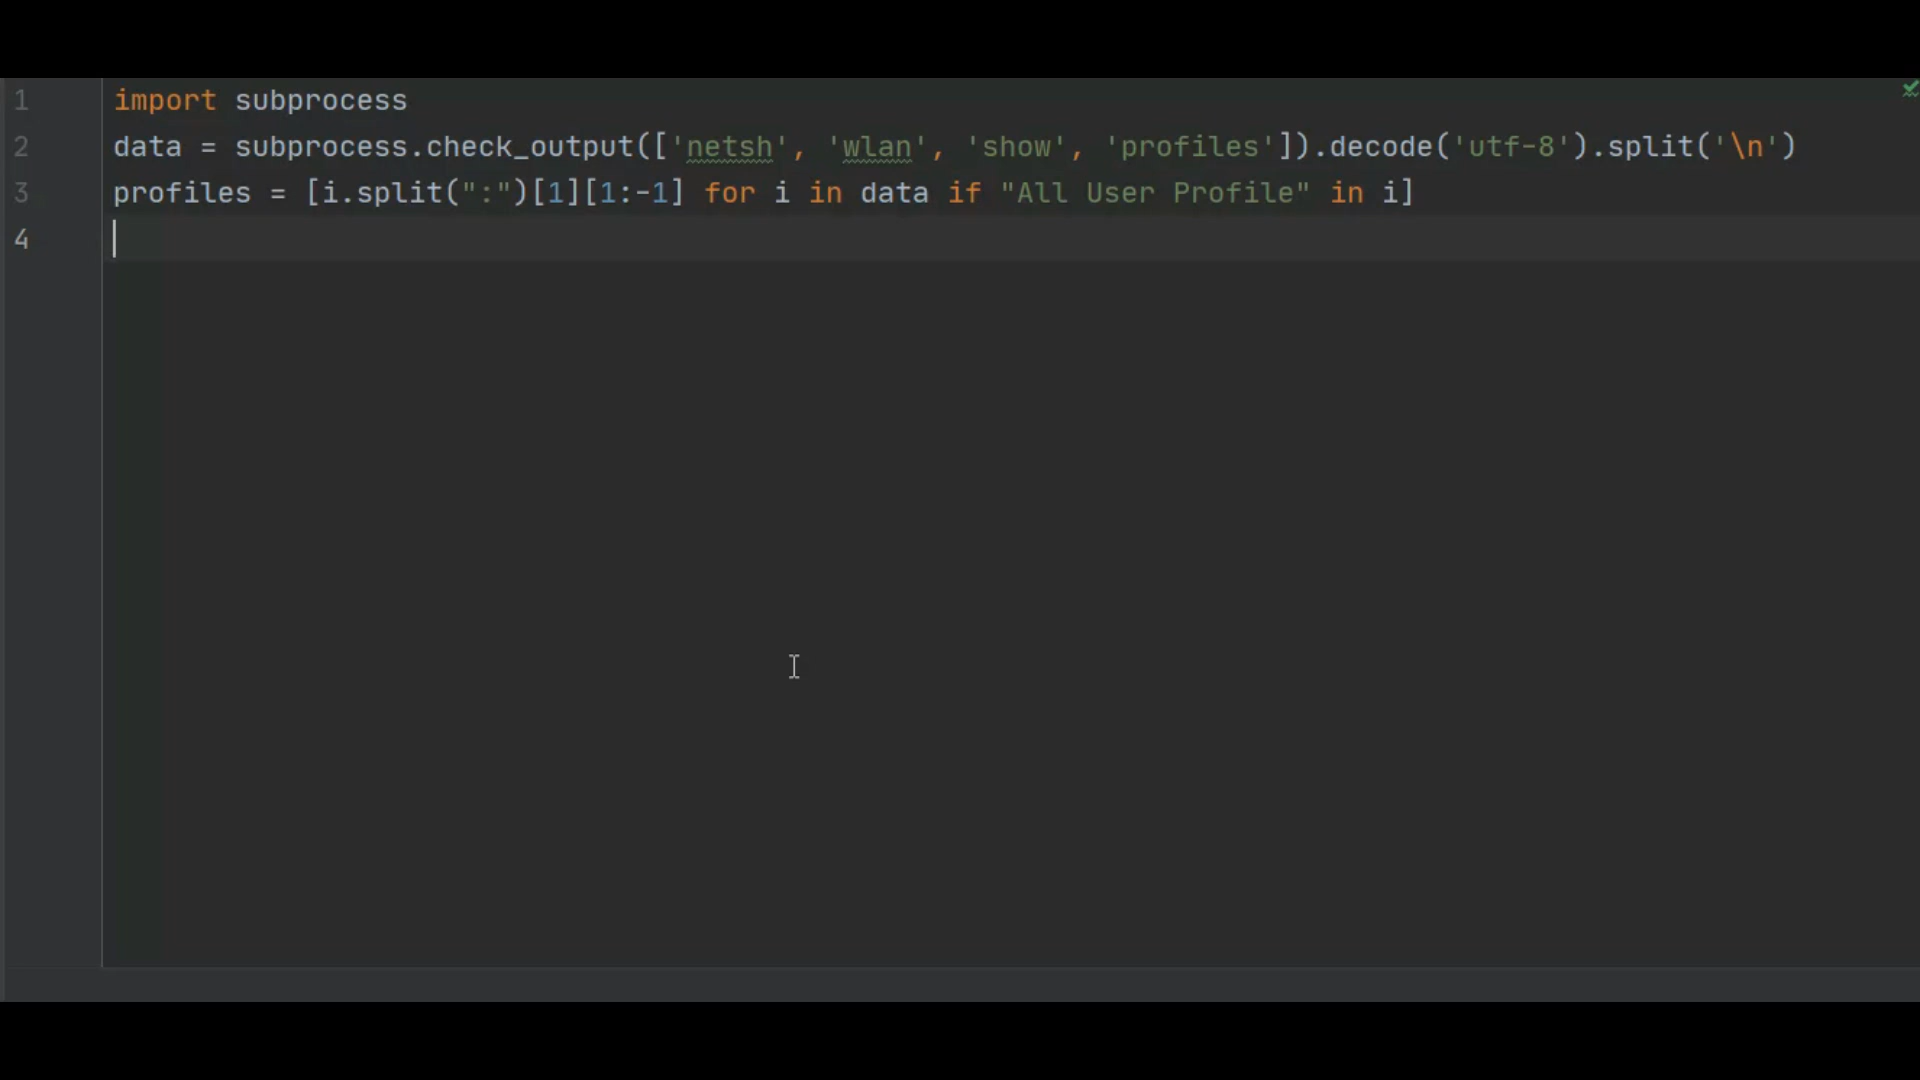 1 import subprocess
2 data = subprocess.check_output(['netsh', 'wlan', 'show', 'profiles']).decode('utf-8').split('\n')
3 profiles = [i.split(":")[1][1:-1] for i in data if "All User Profile" in i]
4